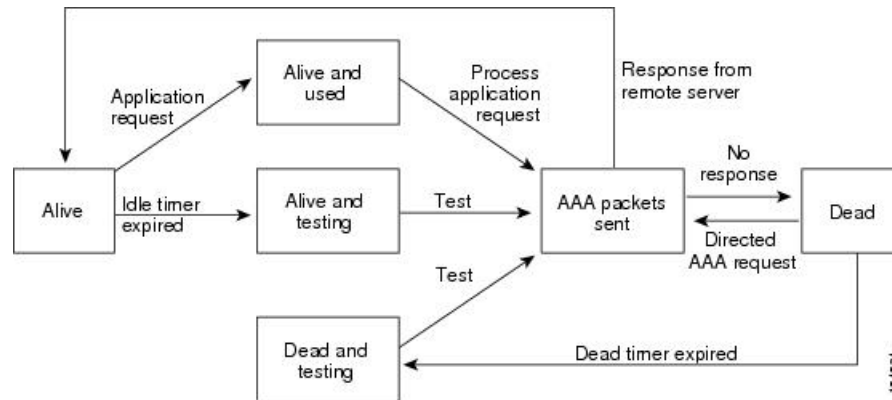 Alive and
used
Process
application
request
Response from
remote server
Application
request
Alive
Idle timer
expired
Alive and
testing
Test
AAA packets
sent
No
response
Dead
Directed
AAA request
Test
Dead and
testing
Dead timer expired